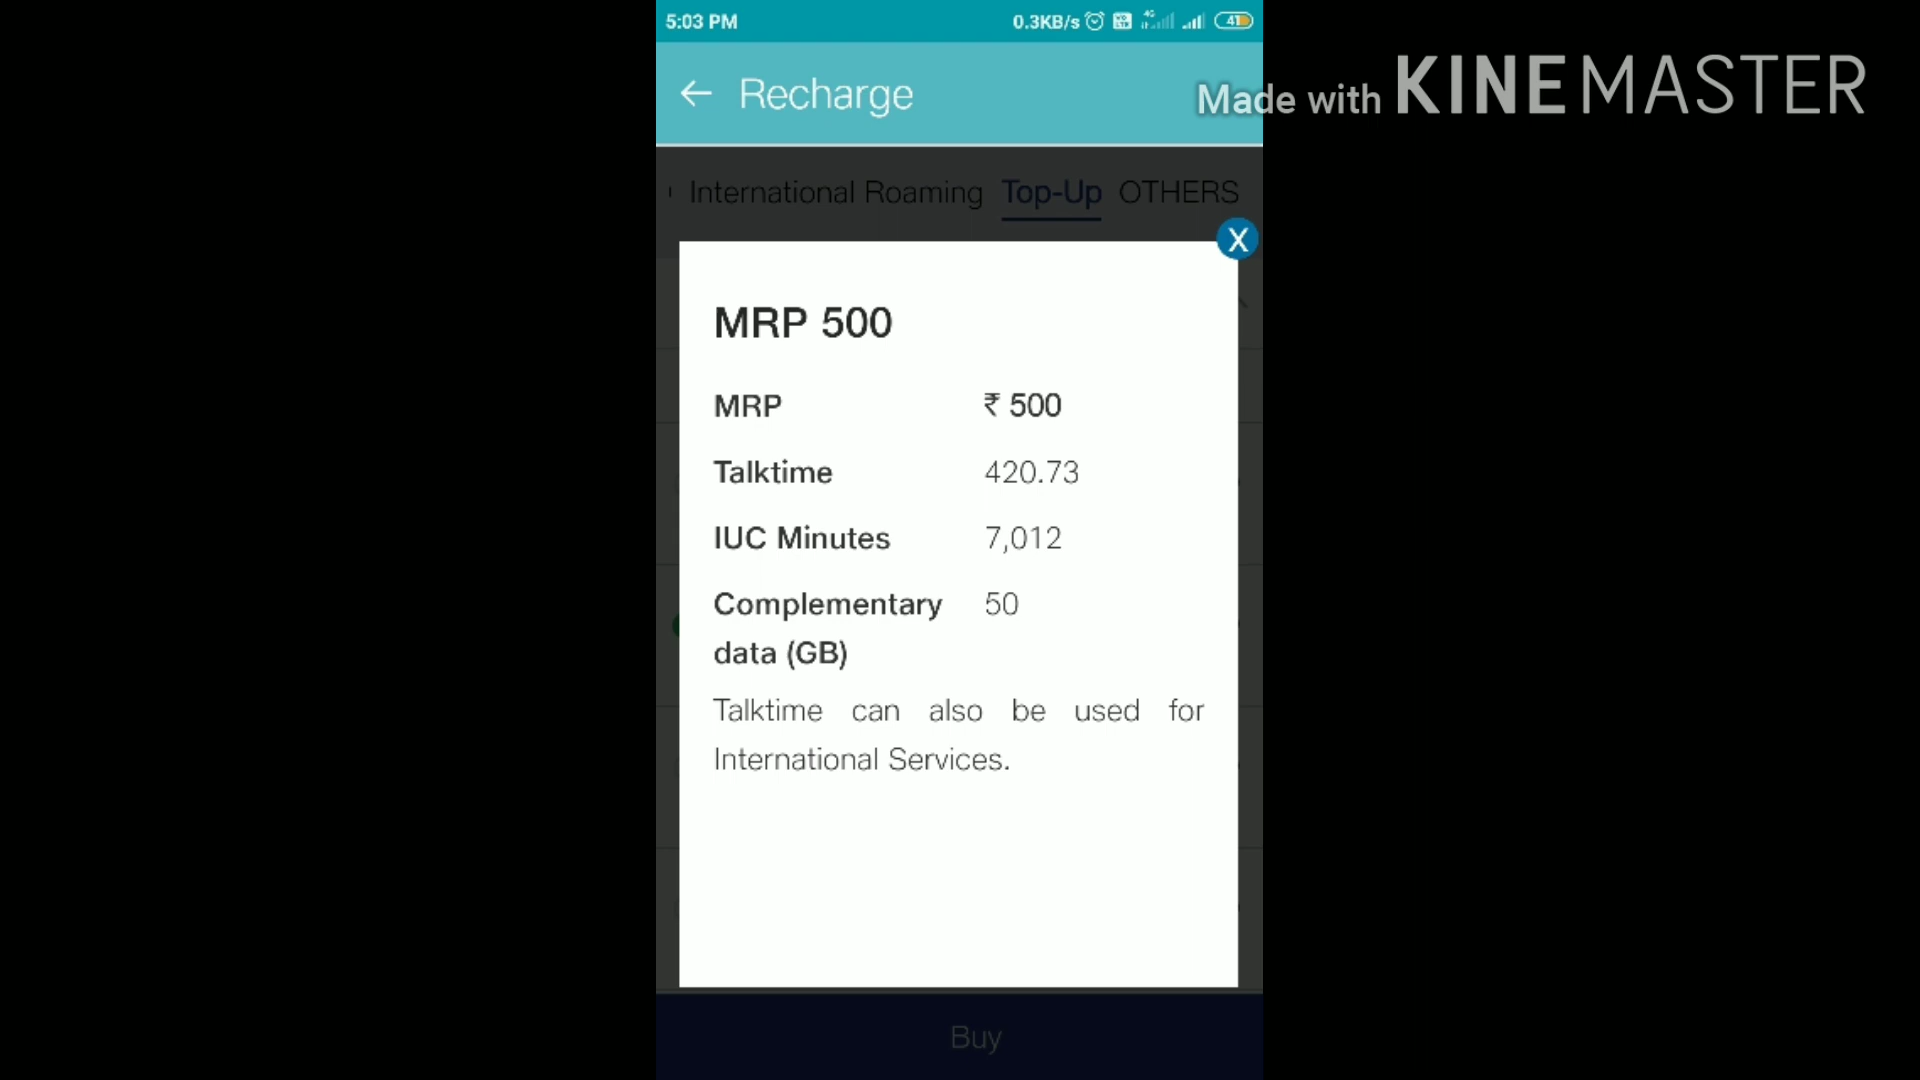 5:03 PM 0.3KB/s 4G 41
← Recharge
Made with KINEMASTER
International Roaming Top-Up OTHERS
X
MRP 500
MRP ₹ 500
Talktime 420.73
IUC Minutes 7,012
Complementary 50
data (GB)
Talktime can also be used for
International Services.
Buy